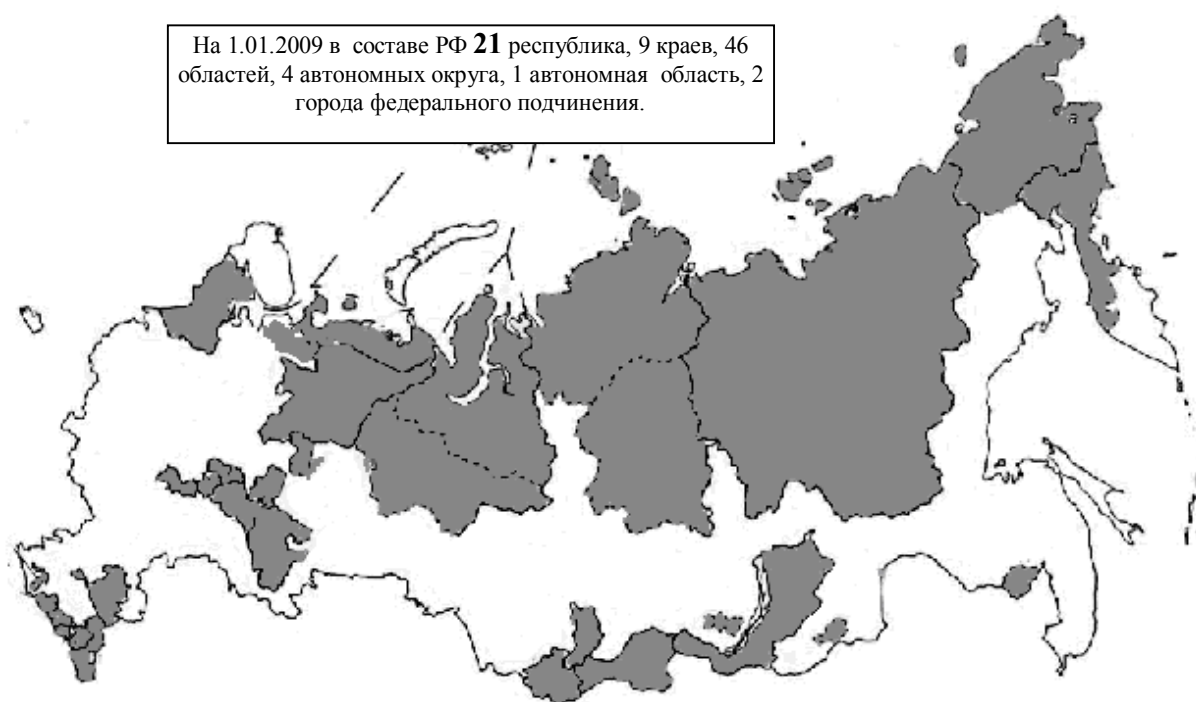 На 1.01.2009 в составе РФ 21 республика, 9 краев, 46
областей, 4 автономных округа, 1 автономная область, 2
города федерального подчинения.